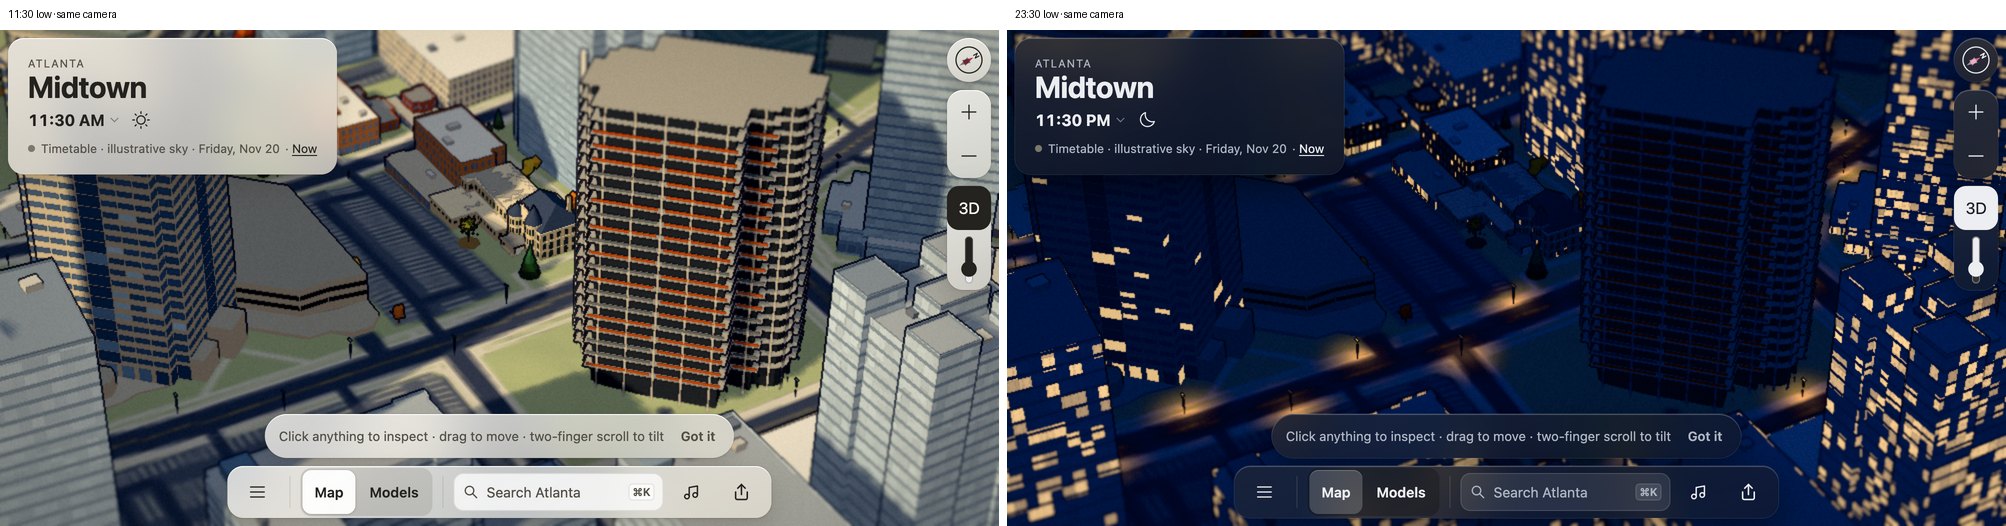 11:30 low·same camera
ATLANTA
Midtown
11:30 AM
Timetable · illustrative sky · Friday, Nov 20 · Now
N
3D
Click anything to inspect · drag to move · two-finger scroll to tilt Got it
Map Models Search Atlanta ⌘K
23:30 low·same camera
ATLANTA
Midtown
11:30 PM
Timetable · illustrative sky · Friday, Nov 20 · Now
N
3D
Click anything to inspect · drag to move · two-finger scroll to tilt Got it
Map Models Search Atlanta ⌘K